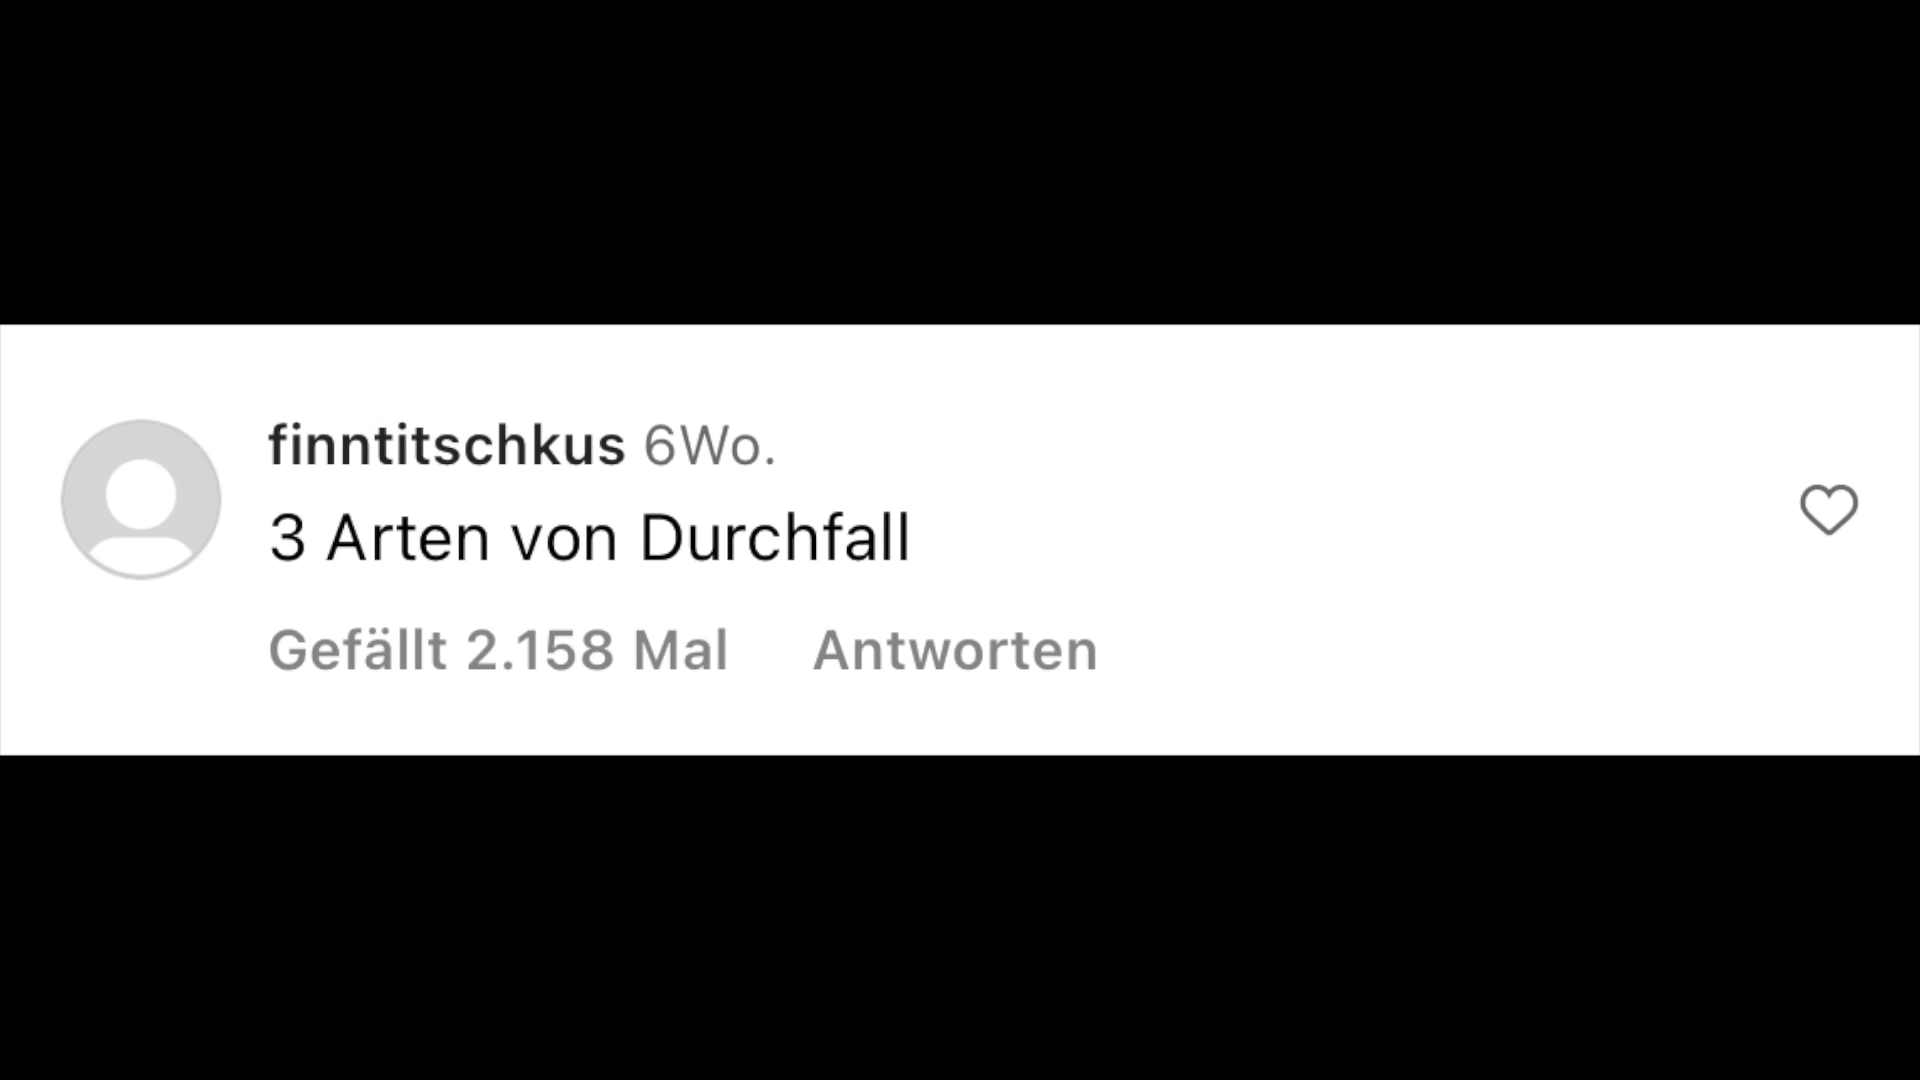 finntitschkus 6Wo.
3 Arten von Durchfall
Gefällt 2.158 Mal Antworten